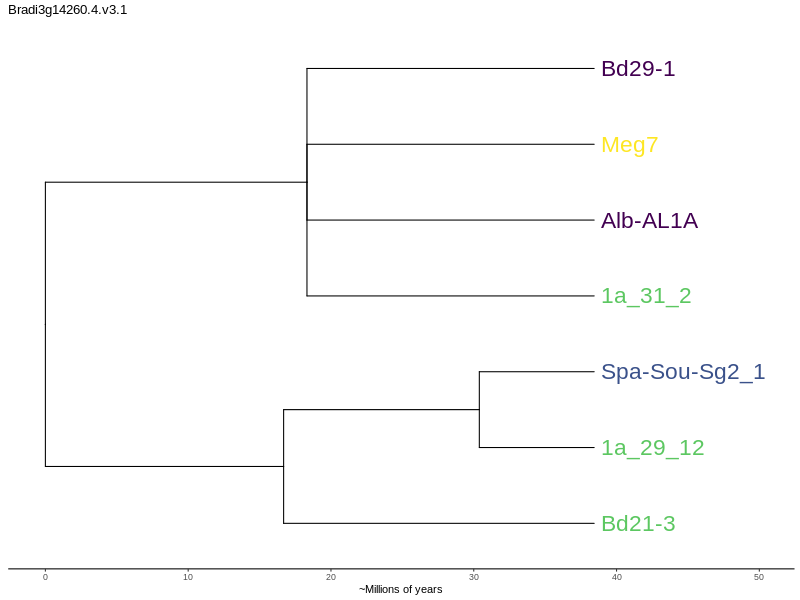 Bradi3g14260.4.v3.1
Bd29-1
Meg7
Alb-AL1A
1a_31_2
Spa-Sou-Sg2_1
1a_29_12
Bd21-3
0 10 20 30 40 50
~Millions of years